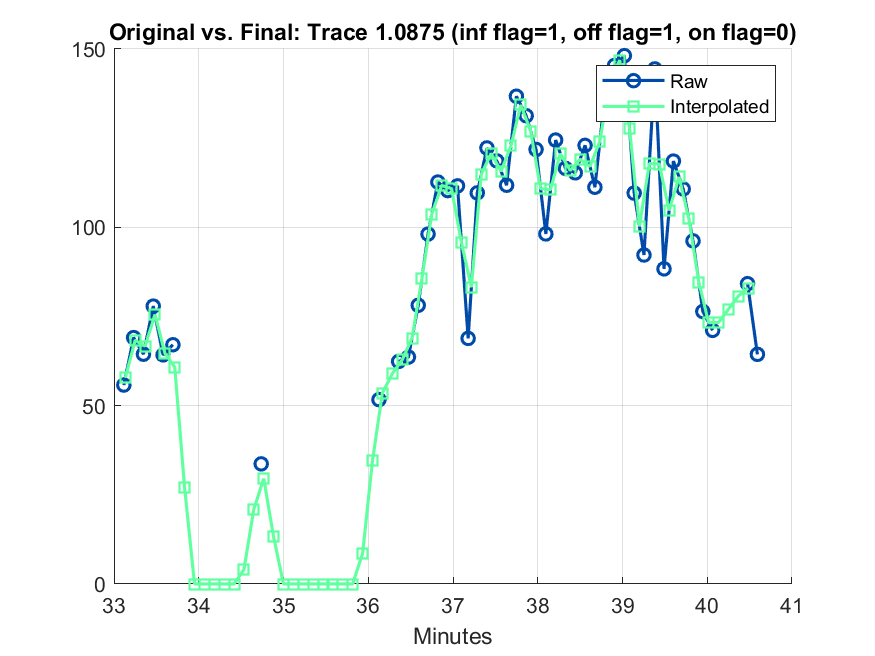 Original vs. Final: Trace 1.0875 (inf flag=1, off flag=1, on flag=0)
150
Raw
Interpolated
100
50
0
33 34 35 36 37 38 39 40 41
Minutes